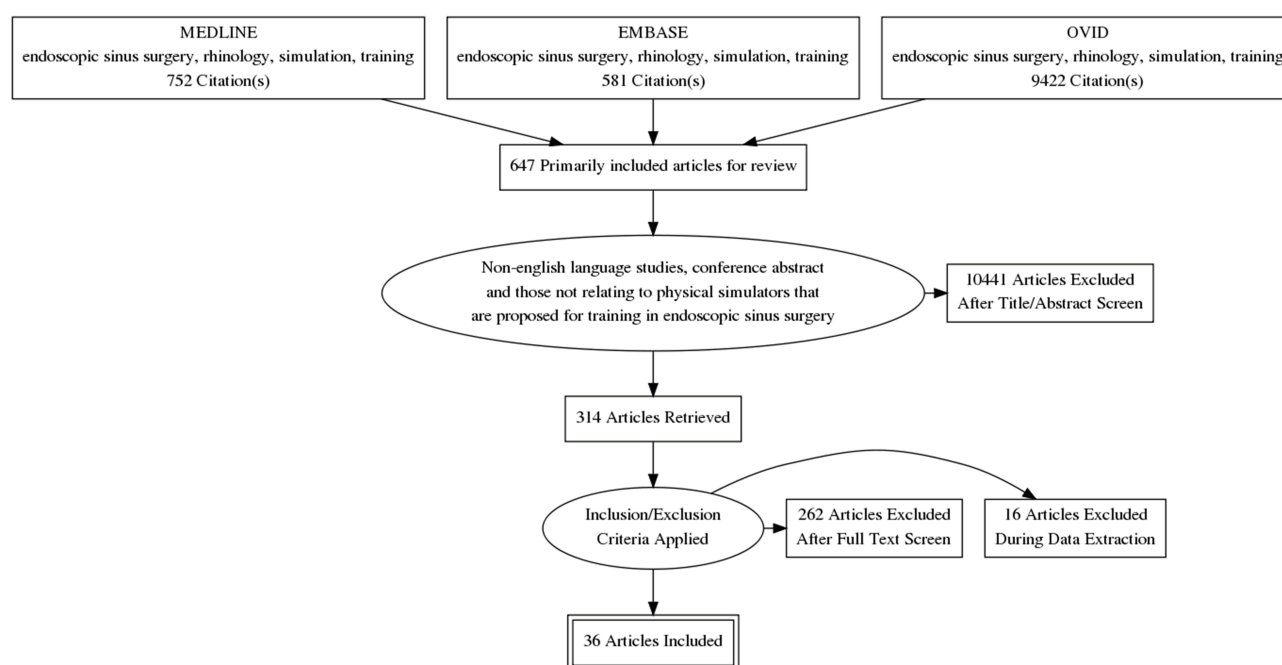 MEDLINE
endoscopic sinus surgery, rhinology, simulation, training
752 Citation(s)
EMBASE
endoscopic sinus surgery, rhinology, simulation, training
581 Citation(s)
OVID
endoscopic sinus surgery, rhinology, simulation, training
9422 Citation(s)
647 Primarily included articles for review
Non-english language studies, conference abstract
and those not relating to physical simulators that
are proposed for training in endoscopic sinus surgery
10441 Articles Excluded
After Title/Abstract Screen
314 Articles Retrieved
Inclusion/Exclusion
Criteria Applied
262 Articles Excluded
After Full Text Screen
16 Articles Excluded
During Data Extraction
36 Articles Included